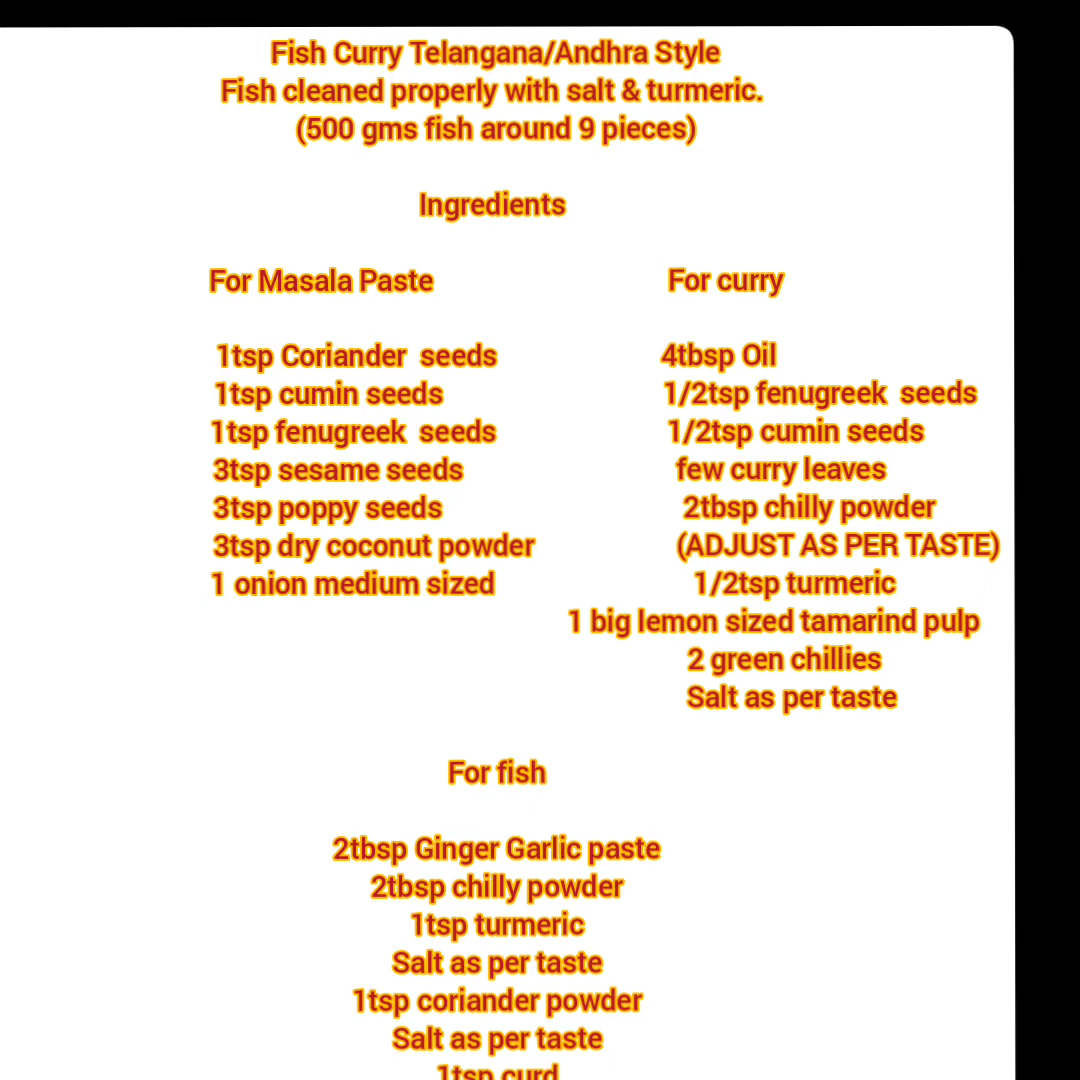 Fish Curry Telangana/Andhra Style
Fish cleaned properly with salt & turmeric.
(500 gms fish around 9 pieces)
Ingredients
For Masala Paste
1tsp Coriander seeds
1tsp cumin seeds
1tsp fenugreek seeds
3tsp sesame seeds
3tsp poppy seeds
3tsp dry coconut powder
1 onion medium sized
For curry
4tbsp Oil
1/2tsp fenugreek seeds
1/2tsp cumin seeds
few curry leaves
2tbsp chilly powder
(ADJUST AS PER TASTE)
1/2tsp turmeric
1 big lemon sized tamarind pulp
2 green chillies
Salt as per taste
For fish
2tbsp Ginger Garlic paste
2tbsp chilly powder
1tsp turmeric
Salt as per taste
1tsp coriander powder
Salt as per taste
1tsp curd